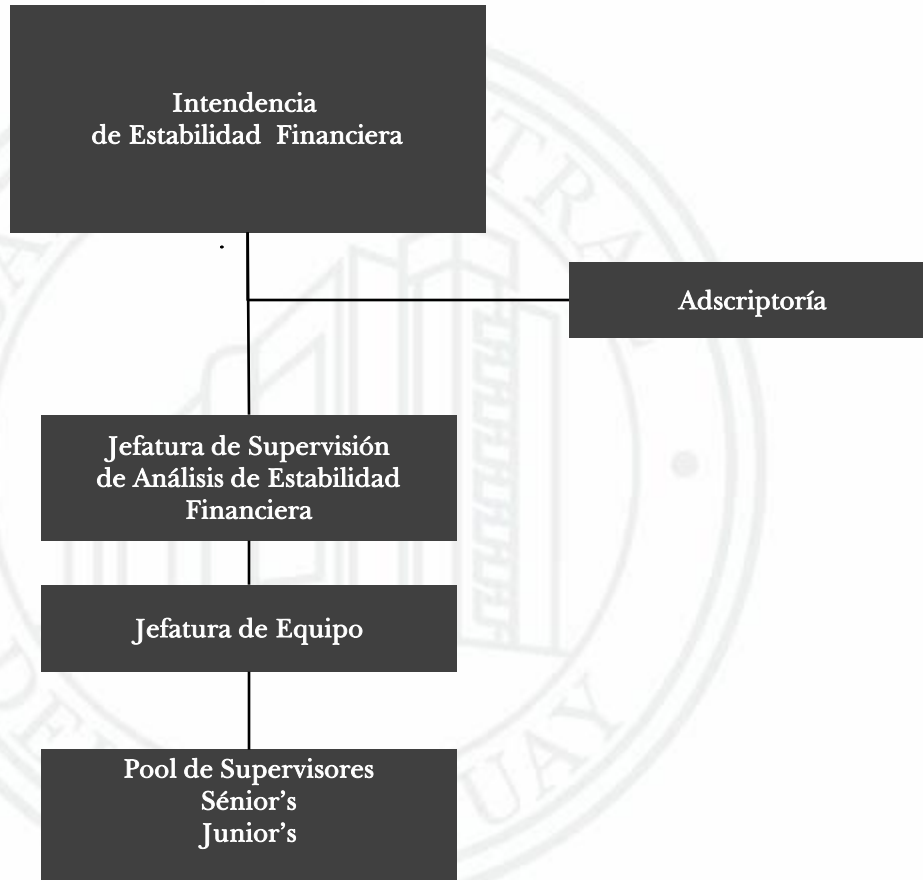 Intendencia
de Estabilidad Financiera
Adscriptoría
Jefatura de Supervisión
de Análisis de Estabilidad
Financiera
Jefatura de Equipo
Pool de Supervisores
Sénior’s
Junior’s